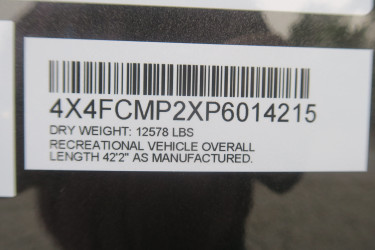 4X4FCMP2XP6014215
DRY WEIGHT: 12578 LBS
RECREATIONAL VEHICLE OVERALL
LENGTH 42'2" AS MANUFACTURED.